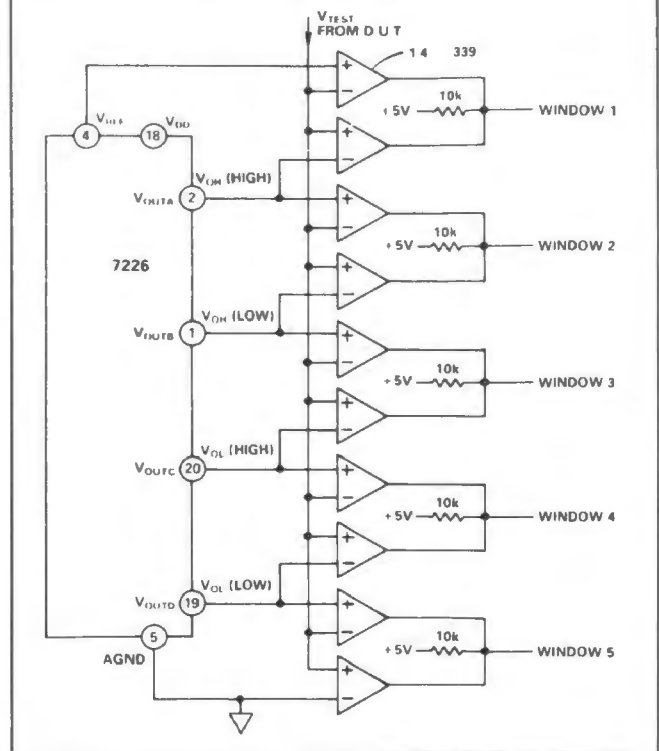 VTEST
FROM D U T
1 4 339
10k
+5V
WINDOW 1
VREF
4
18
VDD
VOH (HIGH)
VOUTA
2
10k
+5V
WINDOW 2
7226
VOH (LOW)
VOUTB
1
10k
+5V
WINDOW 3
VOL (HIGH)
VOUTC
20
10k
+5V
WINDOW 4
VOL (LOW)
VOUTD
19
10k
+5V
WINDOW 5
5
AGND
+
−
+
−
+
−
+
−
+
−
+
−
+
−
+
−
+
−
+
−